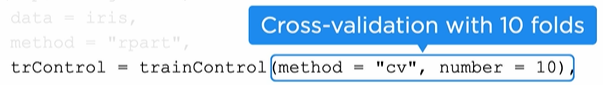 data = iris,
Cross-validation with 10 folds
method = "rpart",
trControl = trainControl(method = "cv", number = 10),